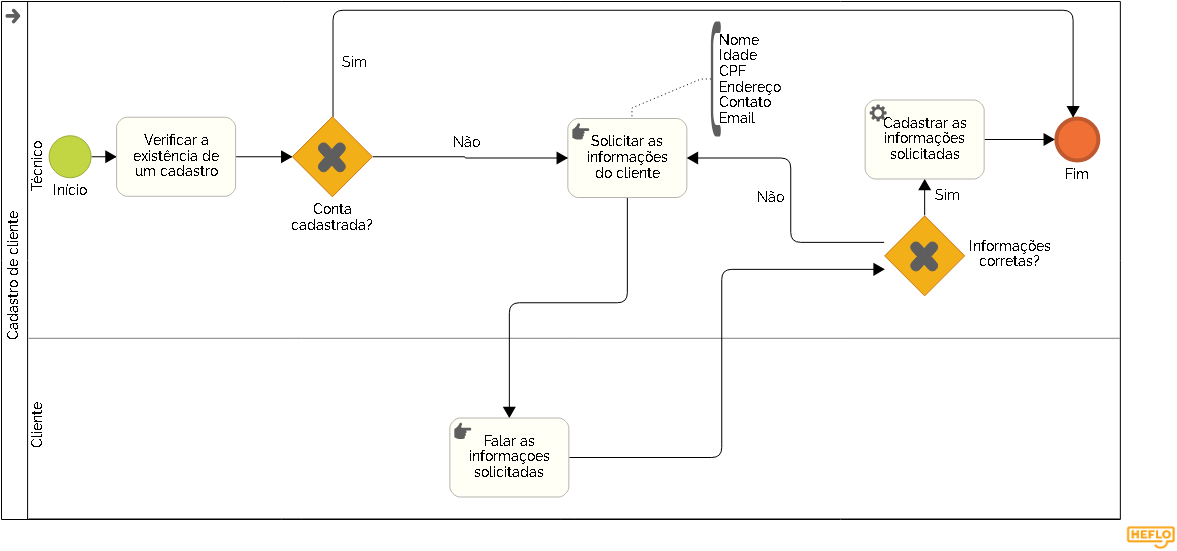 Cadastro de cliente
Técnico
Início
Verificar a
existência de
um cadastro
Conta
cadastrada?
Sim
Não
Solicitar as
informações
do cliente
Nome
Idade
CPF
Endereço
Contato
Email
Não
Cadastrar as
informações
solicitadas
Sim
Informações
corretas?
Fim
Cliente
Falar as
informaçoes
solicitadas
HEFLO